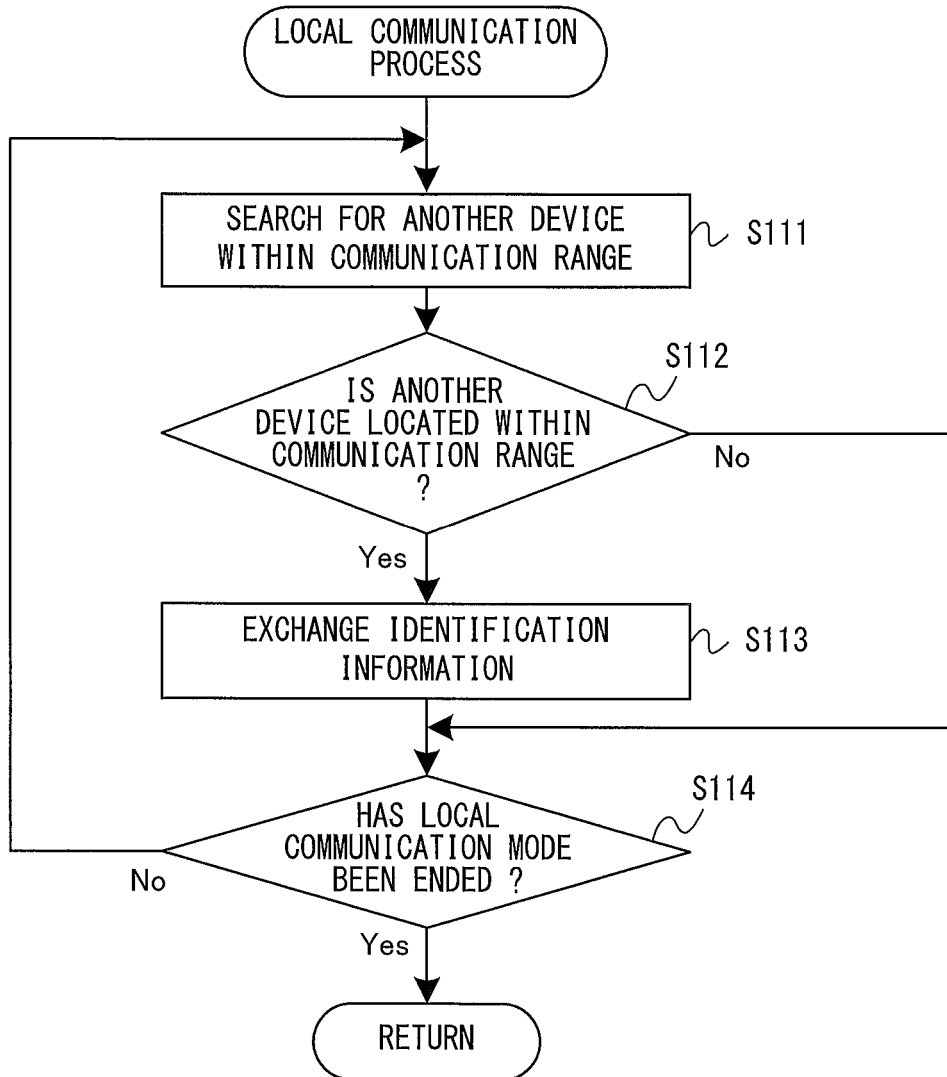 LOCAL COMMUNICATION
PROCESS
SEARCH FOR ANOTHER DEVICE
WITHIN COMMUNICATION RANGE
S111
S112
IS ANOTHER
DEVICE LOCATED WITHIN
COMMUNICATION RANGE
?
No
Yes
EXCHANGE IDENTIFICATION
INFORMATION
S113
S114
HAS LOCAL
COMMUNICATION MODE
BEEN ENDED ?
No
Yes
RETURN